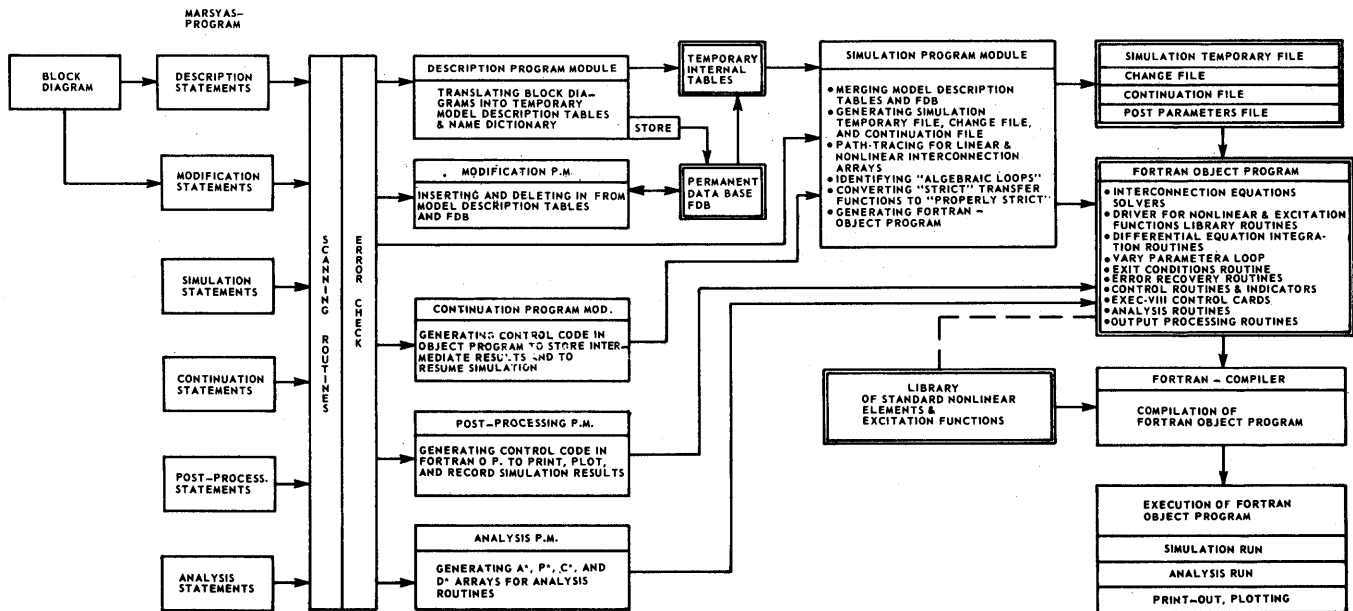 MARSYAS-
PROGRAM
BLOCK
DIAGRAM
DESCRIPTION
STATEMENTS
MODIFICATION
STATEMENTS
SIMULATION
STATEMENTS
CONTINUATION
STATEMENTS
POST-PROCESS.
STATEMENTS
ANALYSIS
STATEMENTS
SCANNING ROUTINES
ERROR CHECK
DESCRIPTION PROGRAM MODULE
TRANSLATING BLOCK DIA-
GRAMS INTO TEMPORARY
MODEL DESCRIPTION TABLES
& NAME DICTIONARY
STORE
MODIFICATION P.M.
INSERTING AND DELETING IN FROM
MODEL DESCRIPTION TABLES
AND FDB
CONTINUATION PROGRAM MOD.
GENERATING CONTROL CODE IN
OBJECT PROGRAM TO STORE INTER-
MEDIATE RESULTS AND TO
RESUME SIMULATION
POST-PROCESSING P.M.
GENERATING CONTROL CODE IN
FORTRAN O P. TO PRINT, PLOT,
AND RECORD SIMULATION RESULTS
ANALYSIS P.M.
GENERATING A*, P*, C*, AND
D* ARRAYS FOR ANALYSIS
ROUTINES
TEMPORARY
INTERNAL
TABLES
PERMANENT
DATA BASE
FDB
SIMULATION PROGRAM MODULE
• MERGING MODEL DESCRIPTION
TABLES AND FDB
• GENERATING SIMULATION
TEMPORARY FILE, CHANGE FILE,
AND CONTINUATION FILE
• PATH-TRACING FOR LINEAR &
NONLINEAR INTERCONNECTION
ARRAYS
• IDENTIFYING "ALGEBRAIC LOOPS"
• CONVERTING "STRICT" TRANSFER
FUNCTIONS TO "PROPERLY STRICT"
• GENERATING FORTRAN -
OBJECT PROGRAM
LIBRARY
OF STANDARD NONLINEAR
ELEMENTS &
EXCITATION FUNCTIONS
SIMULATION TEMPORARY FILE
CHANGE FILE
CONTINUATION FILE
POST PARAMETERS FILE
FORTRAN OBJECT PROGRAM
• INTERCONNECTION EQUATIONS
SOLVERS
• DRIVER FOR NONLINEAR & EXCITATION
FUNCTIONS LIBRARY ROUTINES
• DIFFERENTIAL EQUATION INTEGRA-
TION ROUTINES
• VARY PARAMETERA LOOP
• EXIT CONDITIONS ROUTINE
• ERROR RECOVERY ROUTINES
• CONTROL ROUTINES & INDICATORS
• EXEC-VIII CONTROL CARDS
• ANALYSIS ROUTINES
• OUTPUT PROCESSING ROUTINES
FORTRAN - COMPILER
COMPILATION OF
FORTRAN OBJECT PROGRAM
EXECUTION OF FORTRAN
OBJECT PROGRAM
SIMULATION RUN
ANALYSIS RUN
PRINT-OUT, PLOTTING